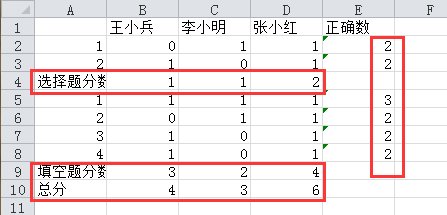 A B C D E F
1 王小兵 李小明 张小红 正确数
2 1 0 1 1 2
3 2 1 0 1 2
4 选择题分数 1 1 2
5 1 1 1 1 3
6 2 0 1 1 2
7 3 1 0 1 2
8 4 1 0 1 2
9 填空题分数 3 2 4
10 总分 4 3 6
11